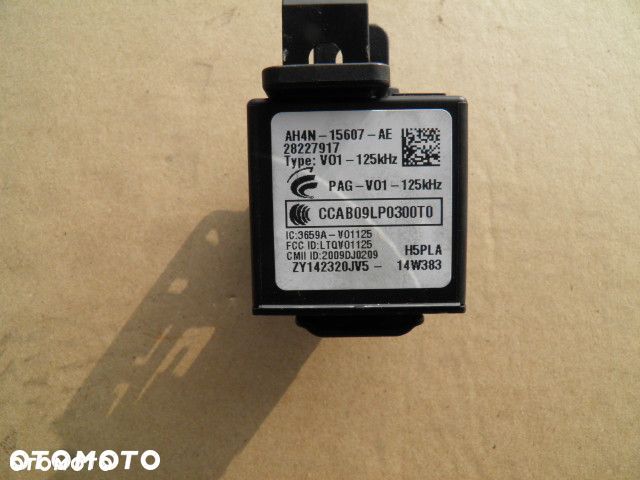 AH4N-15607-AE
28227917
Type: V01-125kHz
PAG-V01-125kHz
CCAB09LP0300T0
IC:3659A-V01125
FCC ID:LTQV01125
CMII ID:2009DJ0209
H5PLA
ZY142320JV5- 14W383
OTOMOTO
OTOMOTO